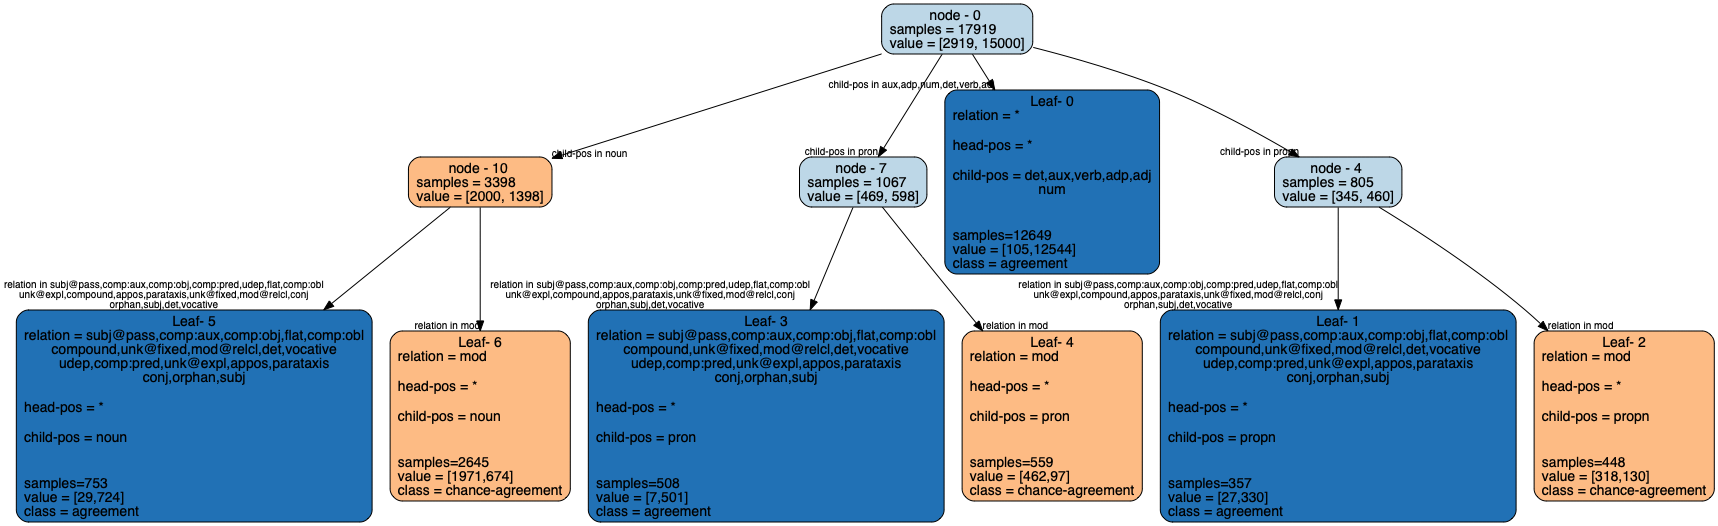 node - 0
samples = 17919
value = [2919, 15000]
child-pos in aux,adp,num,det,verb,adj
child-pos in noun
child-pos in pron
child-pos in propn
Leaf- 0
relation = *
head-pos = *
child-pos = det,aux,verb,adp,adj
num
samples=12649
value = [105,12544]
class = agreement
node - 10
samples = 3398
value = [2000, 1398]
node - 7
samples = 1067
value = [469, 598]
node - 4
samples = 805
value = [345, 460]
relation in subj@pass,comp:aux,comp:obj,comp:pred,udep,flat,comp:obl
unk@expl,compound,appos,parataxis,unk@fixed,mod@relcl,conj
orphan,subj,det,vocative
relation in mod
relation in subj@pass,comp:aux,comp:obj,comp:pred,udep,flat,comp:obl
unk@expl,compound,appos,parataxis,unk@fixed,mod@relcl,conj
orphan,subj,det,vocative
relation in mod
relation in subj@pass,comp:aux,comp:obj,comp:pred,udep,flat,comp:obl
unk@expl,compound,appos,parataxis,unk@fixed,mod@relcl,conj
orphan,subj,det,vocative
relation in mod
Leaf- 5
relation = subj@pass,comp:aux,comp:obj,flat,comp:obl
compound,unk@fixed,mod@relcl,det,vocative
udep,comp:pred,unk@expl,appos,parataxis
conj,orphan,subj
head-pos = *
child-pos = noun
samples=753
value = [29,724]
class = agreement
Leaf- 6
relation = mod
head-pos = *
child-pos = noun
samples=2645
value = [1971,674]
class = chance-agreement
Leaf- 3
relation = subj@pass,comp:aux,comp:obj,flat,comp:obl
compound,unk@fixed,mod@relcl,det,vocative
udep,comp:pred,unk@expl,appos,parataxis
conj,orphan,subj
head-pos = *
child-pos = pron
samples=508
value = [7,501]
class = agreement
Leaf- 4
relation = mod
head-pos = *
child-pos = pron
samples=559
value = [462,97]
class = chance-agreement
Leaf- 1
relation = subj@pass,comp:aux,comp:obj,flat,comp:obl
compound,unk@fixed,mod@relcl,det,vocative
udep,comp:pred,unk@expl,appos,parataxis
conj,orphan,subj
head-pos = *
child-pos = propn
samples=357
value = [27,330]
class = agreement
Leaf- 2
relation = mod
head-pos = *
child-pos = propn
samples=448
value = [318,130]
class = chance-agreement